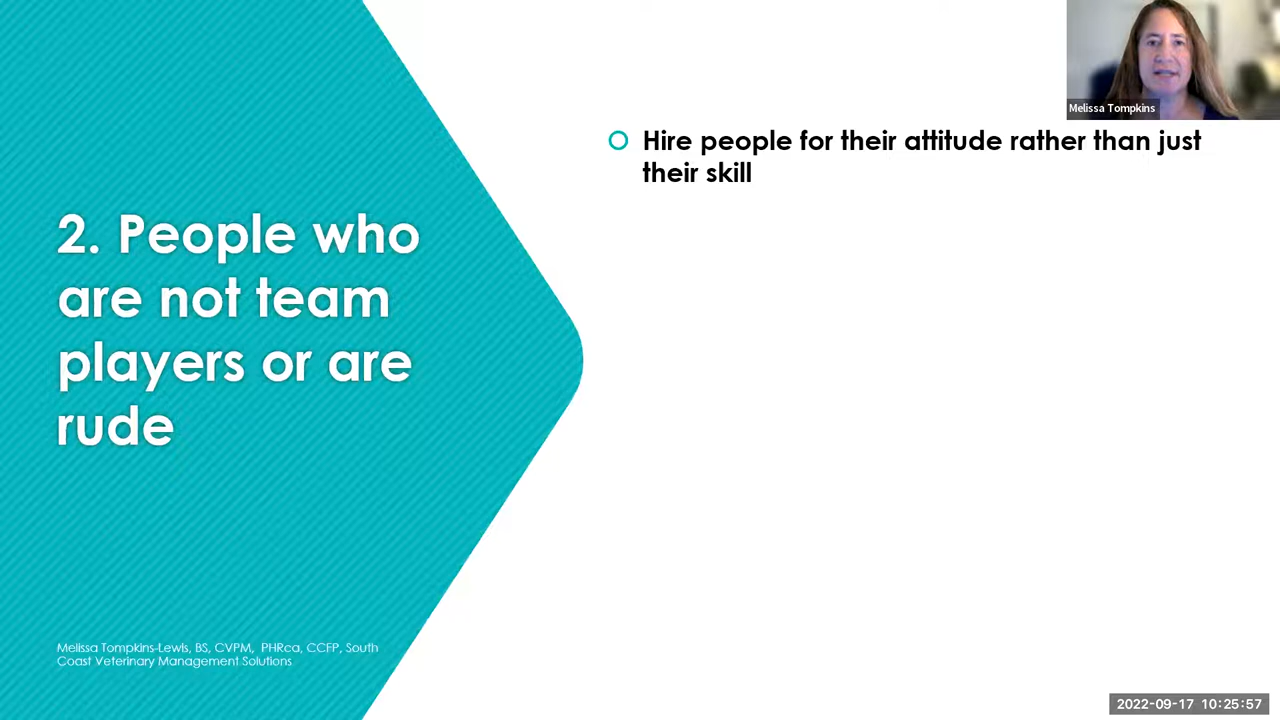 Melissa Tompkins
Hire people for their attitude rather than just
their skill
2. People who
are not team
players or are
rude
Melissa Tompkins-Lewis, BS, CVPM, PHRca, CCFP, South
Coast Veterinary Management Solutions
2022-09-17 10:25:57